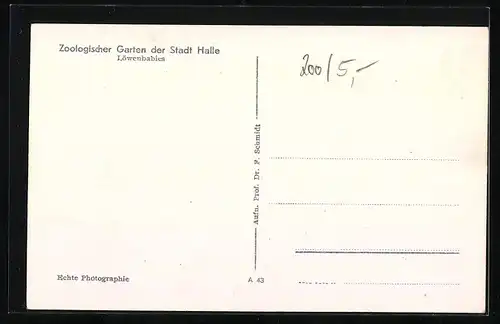 Zoologischer Garten der Stadt Halle
Löwenbabies
200/5,-
Aufn. Prof. Dr. F. Schmidt
Echte Photographie
A 43